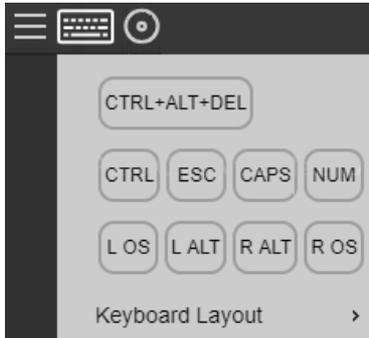 CTRL+ALT+DEL
CTRL ESC CAPS NUM
L OS L ALT R ALT R OS
Keyboard Layout >